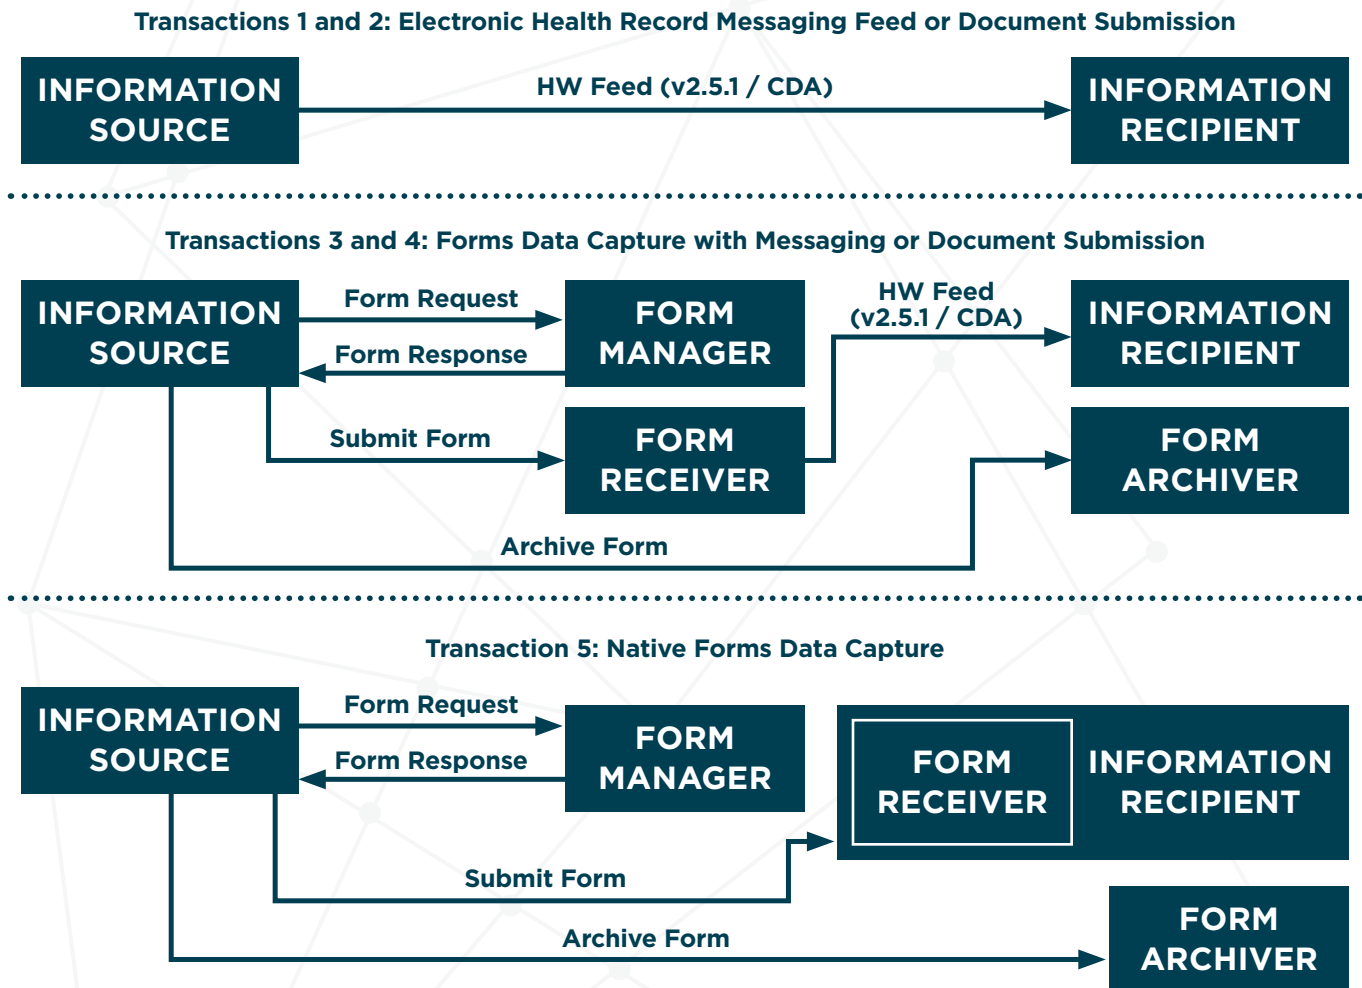 Transactions 1 and 2: Electronic Health Record Messaging Feed or Document Submission
INFORMATION
SOURCE
HW Feed (v2.5.1 / CDA)
INFORMATION
RECIPIENT
Transactions 3 and 4: Forms Data Capture with Messaging or Document Submission
INFORMATION
SOURCE
Form Request
Form Response
FORM
MANAGER
HW Feed
(v2.5.1 / CDA)
INFORMATION
RECIPIENT
Submit Form
FORM
RECEIVER
FORM
ARCHIVER
Archive Form
Transaction 5: Native Forms Data Capture
INFORMATION
SOURCE
Form Request
Form Response
FORM
MANAGER
FORM
RECEIVER
INFORMATION
RECIPIENT
Submit Form
Archive Form
FORM
ARCHIVER